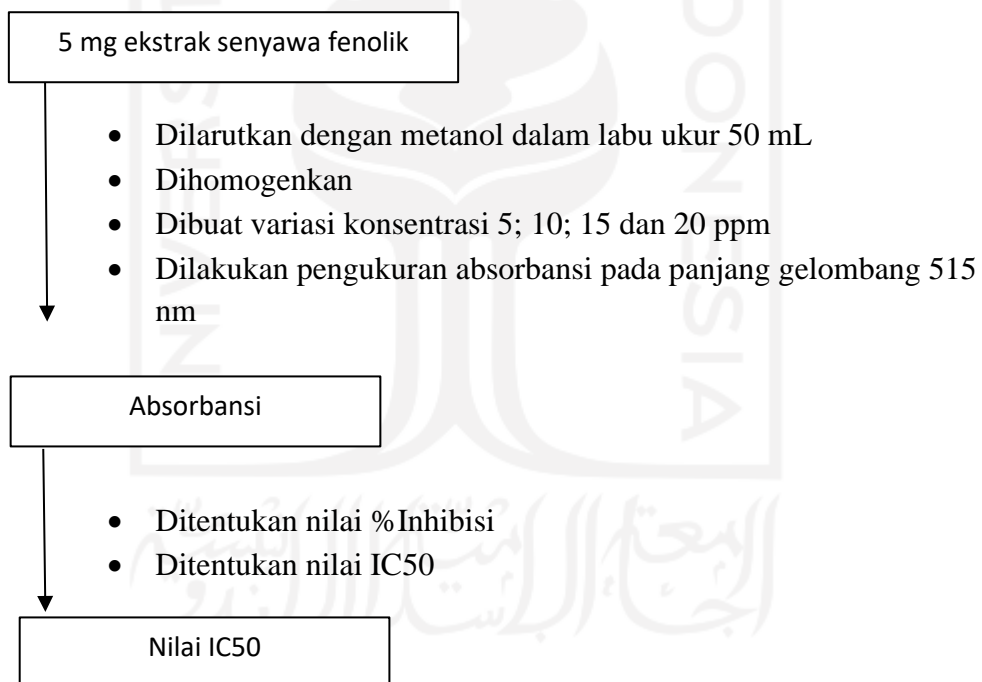 5 mg ekstrak senyawa fenolik
• Dilarutkan dengan metanol dalam labu ukur 50 mL
• Dihomogenkan
• Dibuat variasi konsentrasi 5; 10; 15 dan 20 ppm
• Dilakukan pengukuran absorbansi pada panjang gelombang 515
nm
Absorbansi
• Ditentukan nilai %Inhibisi
• Ditentukan nilai IC50
Nilai IC50